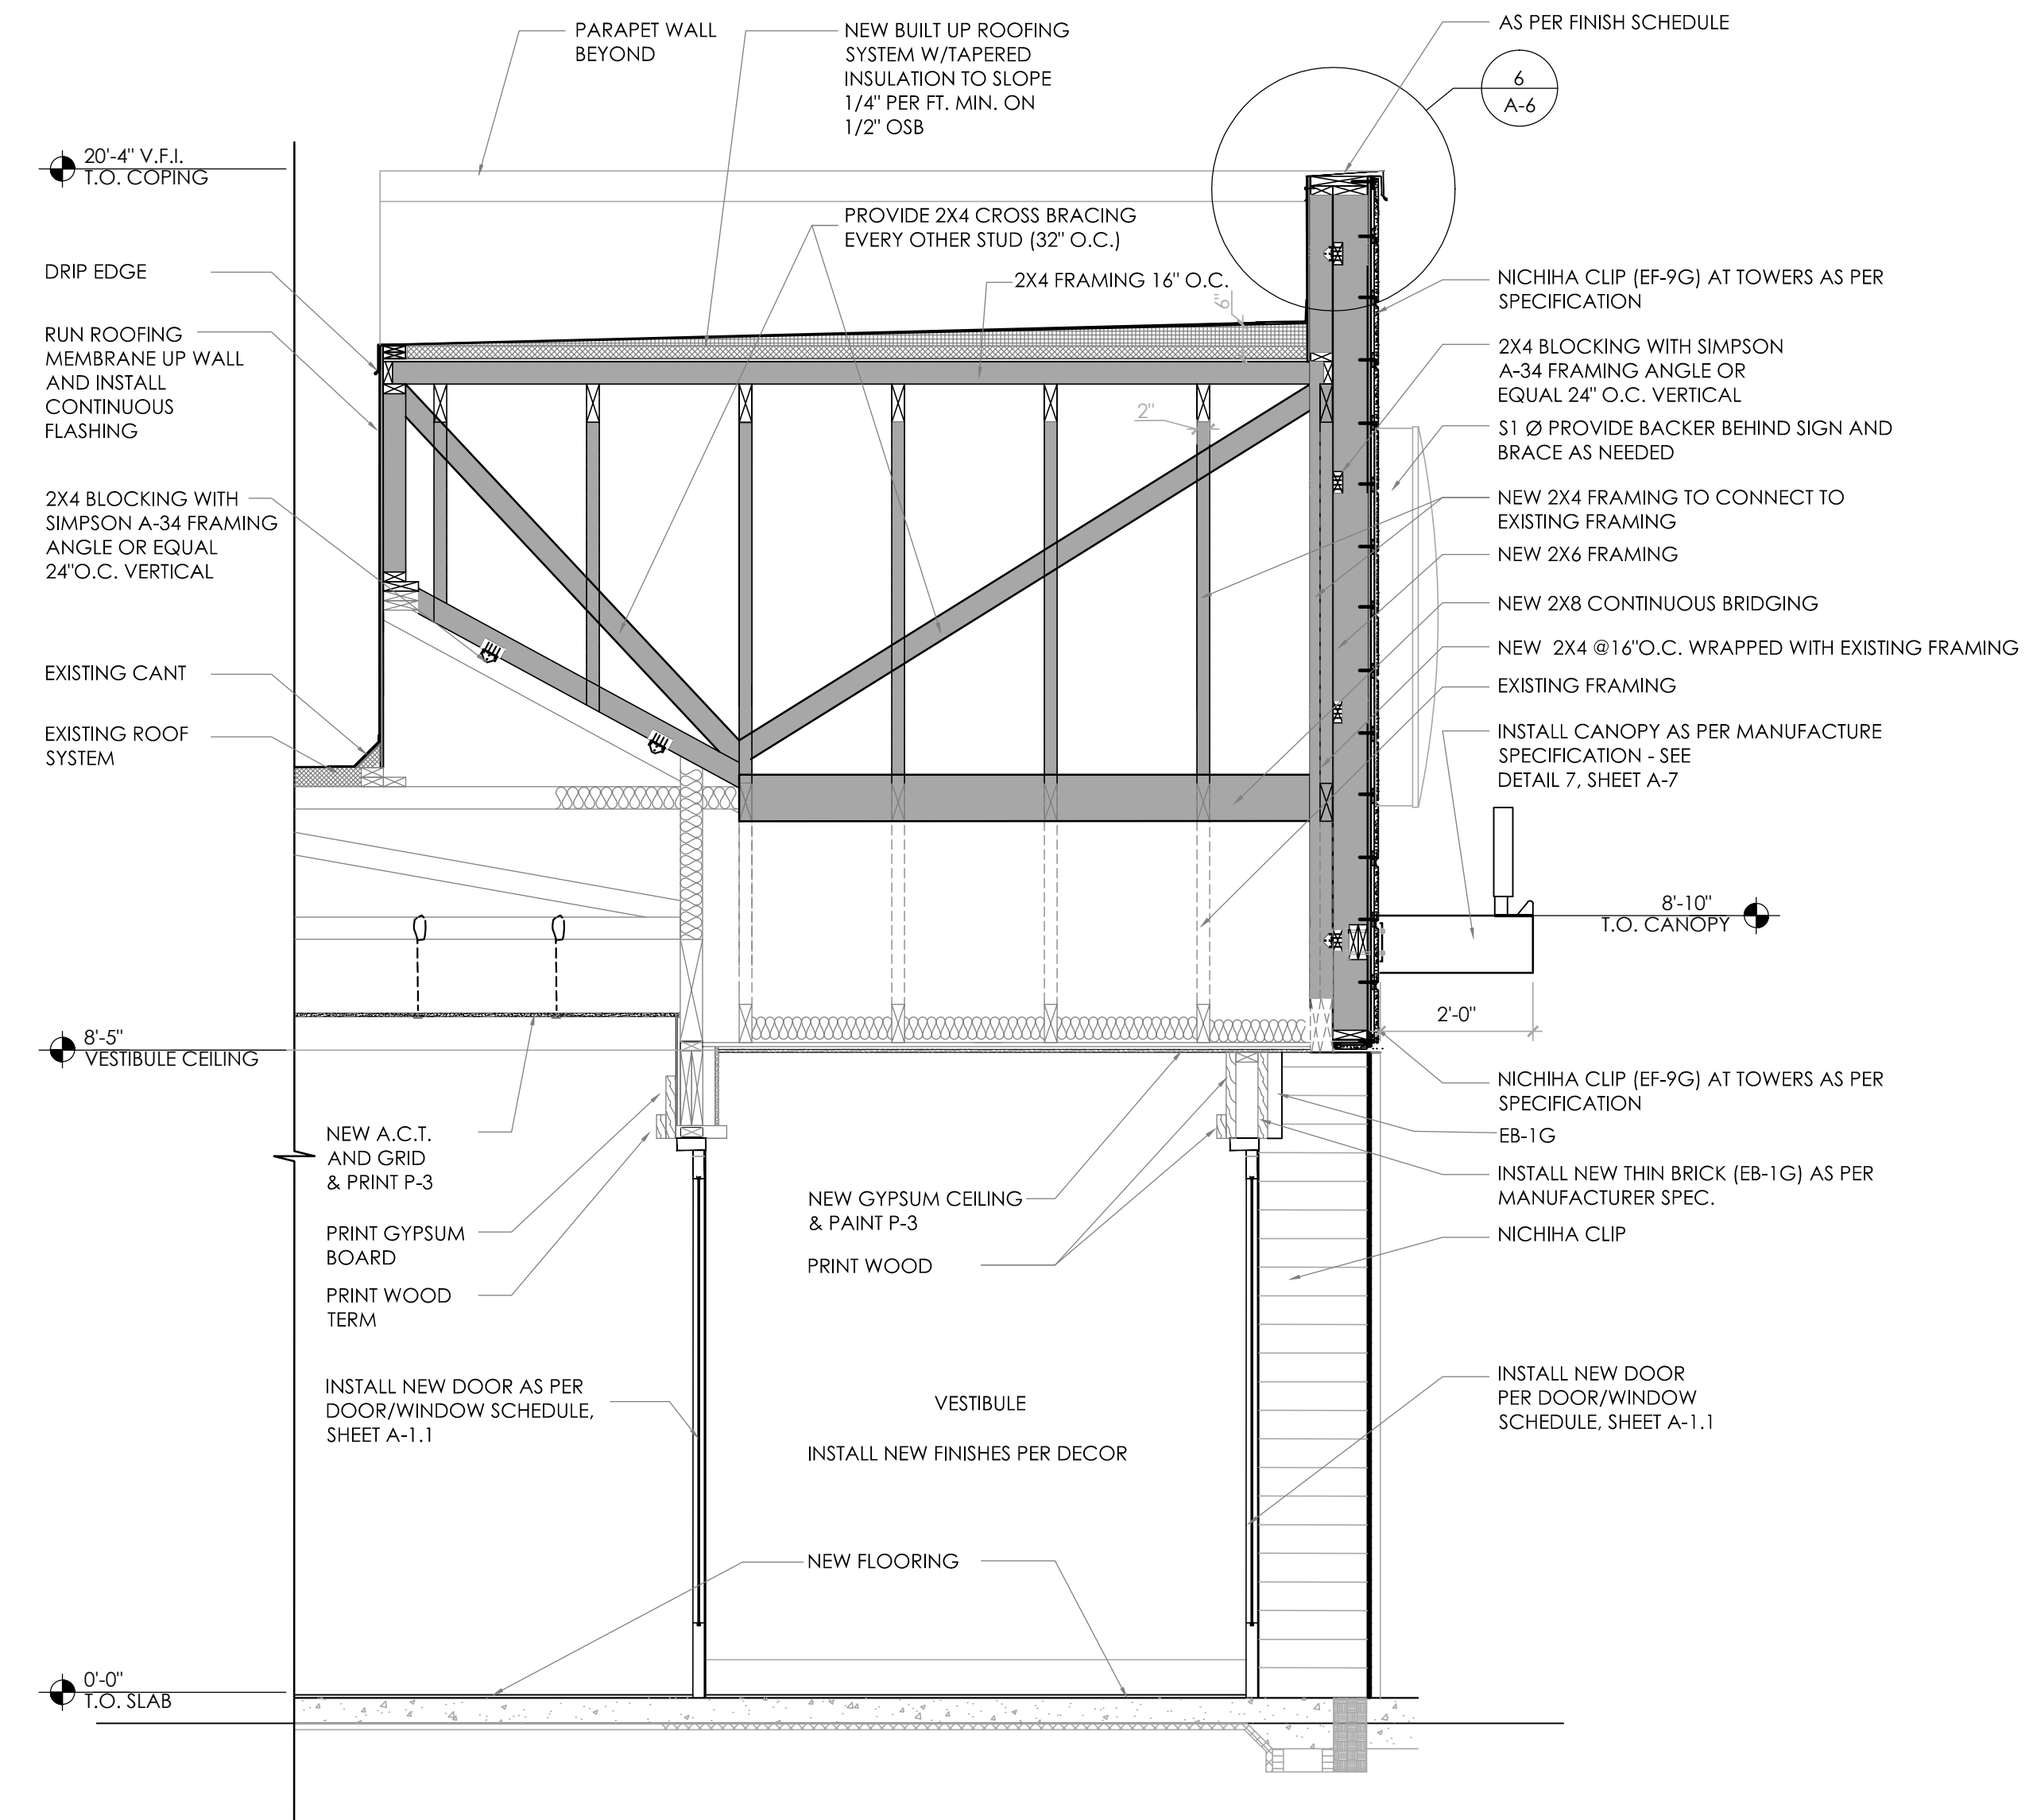 PARAPET WALL
BEYOND
NEW BUILT UP ROOFING
SYSTEM W/TAPERED
INSULATION TO SLOPE
1/4" PER FT. MIN. ON
1/2" OSB
AS PER FINISH SCHEDULE
6
A-6
20'-4" V.F.I.
T.O. COPING
PROVIDE 2X4 CROSS BRACING
EVERY OTHER STUD (32" O.C.)
2X4 FRAMING 16" O.C.
6"
DRIP EDGE
RUN ROOFING
MEMBRANE UP WALL
AND INSTALL
CONTINUOUS
FLASHING
2X4 BLOCKING WITH
SIMPSON A-34 FRAMING
ANGLE OR EQUAL
24"O.C. VERTICAL
EXISTING CANT
EXISTING ROOF
SYSTEM
2"
NICHIHA CLIP (EF-9G) AT TOWERS AS PER
SPECIFICATION
2X4 BLOCKING WITH SIMPSON
A-34 FRAMING ANGLE OR
EQUAL 24" O.C. VERTICAL
S1 Ø PROVIDE BACKER BEHIND SIGN AND
BRACE AS NEEDED
NEW 2X4 FRAMING TO CONNECT TO
EXISTING FRAMING
NEW 2X6 FRAMING
NEW 2X8 CONTINUOUS BRIDGING
NEW 2X4 @16"O.C. WRAPPED WITH EXISTING FRAMING
EXISTING FRAMING
INSTALL CANOPY AS PER MANUFACTURE
SPECIFICATION - SEE
DETAIL 7, SHEET A-7
8'-10"
T.O. CANOPY
2'-0"
8'-5"
VESTIBULE CEILING
NICHIHA CLIP (EF-9G) AT TOWERS AS PER
SPECIFICATION
EB-1G
INSTALL NEW THIN BRICK (EB-1G) AS PER
MANUFACTURER SPEC.
NICHIHA CLIP
NEW A.C.T.
AND GRID
& PRINT P-3
PRINT GYPSUM
BOARD
PRINT WOOD
TERM
NEW GYPSUM CEILING
& PAINT P-3
PRINT WOOD
INSTALL NEW DOOR AS PER
DOOR/WINDOW SCHEDULE,
SHEET A-1.1
VESTIBULE
INSTALL NEW FINISHES PER DECOR
INSTALL NEW DOOR
PER DOOR/WINDOW
SCHEDULE, SHEET A-1.1
NEW FLOORING
0'-0"
T.O. SLAB